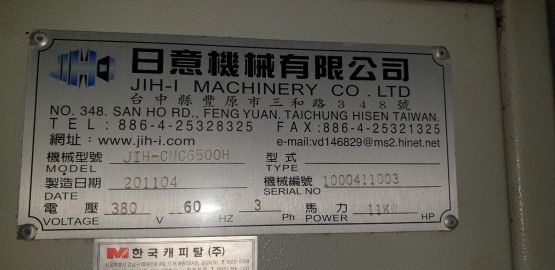 JIHO
日意機械有限公司
JIH-I MACHINERY CO. LTD
台中縣豐原市三和路348號
NO. 348. SAN HO RD., FENG YUAN. TAICHUNG HISEN TAIWAN.
TEL : 886-4-25328325 FAX : 886-4-25321325
網址 : www.jih-i.com e-mail:vd146829@ms2.hinet.net
機械型號 JIH-CNC6500H 型式
MODEL TYPE
製造日期 201104 機械編號 1000411003
DATE SERIAL NO
電壓 380 60 3 馬力 11KW
VOLTAGE V HZ Ph POWER HP
M 한국캐피탈(주)